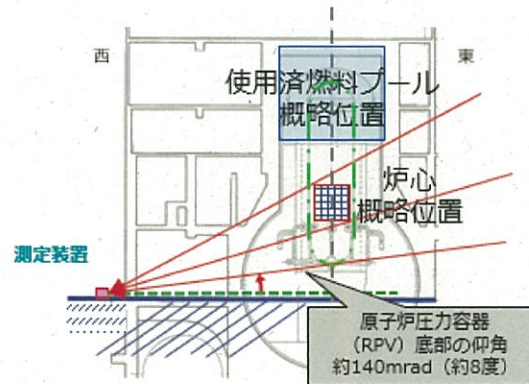 西
東
使用済燃料プール
概略位置
炉心
概略位置
測定装置
原子炉圧力容器
（RPV）底部の仰角
約140mrad（約8度）